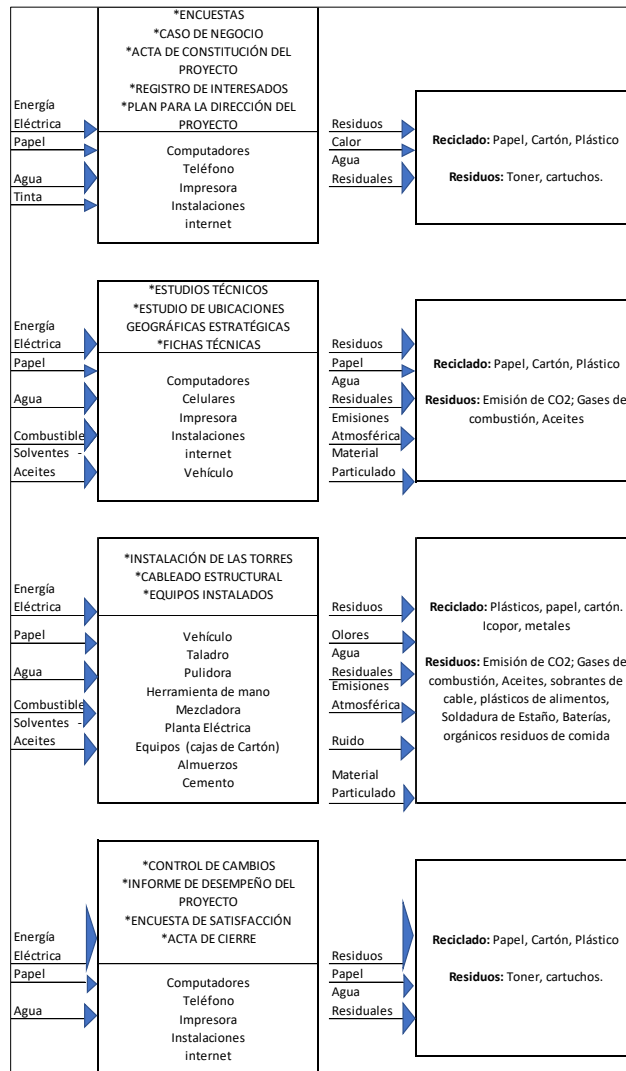 *ENCUESTAS
*CASO DE NEGOCIO
*ACTA DE CONSTITUCIÓN DEL
PROYECTO
*REGISTRO DE INTERESADOS
*PLAN PARA LA DIRECCIÓN DEL
PROYECTO
Energía
Eléctrica
Papel
Agua
Tinta
Computadores
Teléfono
Impresora
Instalaciones
internet
Residuos
Calor
Agua
Residuales
Reciclado: Papel, Cartón, Plástico
Residuos: Toner, cartuchos.
*ESTUDIOS TÉCNICOS
*ESTUDIO DE UBICACIONES
GEOGRÁFICAS ESTRATÉGICAS
*FICHAS TÉCNICAS
Energía
Eléctrica
Papel
Agua
Combustible
Solventes -
Aceites
Computadores
Celulares
Impresora
Instalaciones
internet
Vehículo
Residuos
Papel
Agua
Residuales
Emisiones
Atmosférica
Material
Particulado
Reciclado: Papel, Cartón, Plástico
Residuos: Emisión de CO2; Gases de
combustión, Aceites
*INSTALACIÓN DE LAS TORRES
*CABLEADO ESTRUCTURAL
*EQUIPOS INSTALADOS
Energía
Eléctrica
Papel
Agua
Combustible
Solventes -
Aceites
Vehículo
Taladro
Pulidora
Herramienta de mano
Mezcladora
Planta Eléctrica
Equipos (cajas de Cartón)
Almuerzos
Cemento
Residuos
Olores
Agua
Residuales
Emisiones
Atmosférica
Ruido
Material
Particulado
Reciclado: Plásticos, papel, cartón.
Icopor, metales
Residuos: Emisión de CO2; Gases de
combustión, Aceites, sobrantes de
cable, plásticos de alimentos,
Soldadura de Estaño, Baterías,
orgánicos residuos de comida
*CONTROL DE CAMBIOS
*INFORME DE DESEMPEÑO DEL
PROYECTO
*ENCUESTA DE SATISFACCIÓN
*ACTA DE CIERRE
Energía
Eléctrica
Papel
Agua
Computadores
Teléfono
Impresora
Instalaciones
internet
Residuos
Papel
Agua
Residuales
Reciclado: Papel, Cartón, Plástico
Residuos: Toner, cartuchos.